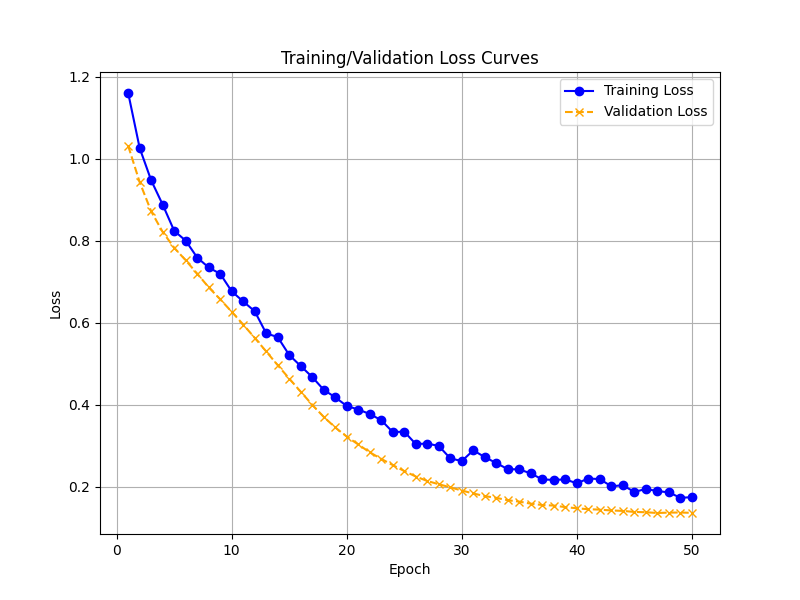 Training/Validation Loss Curves
Training Loss
Validation Loss
1.2
1.0
0.8
0.6
0.4
0.2
Loss
0 10 20 30 40 50
Epoch